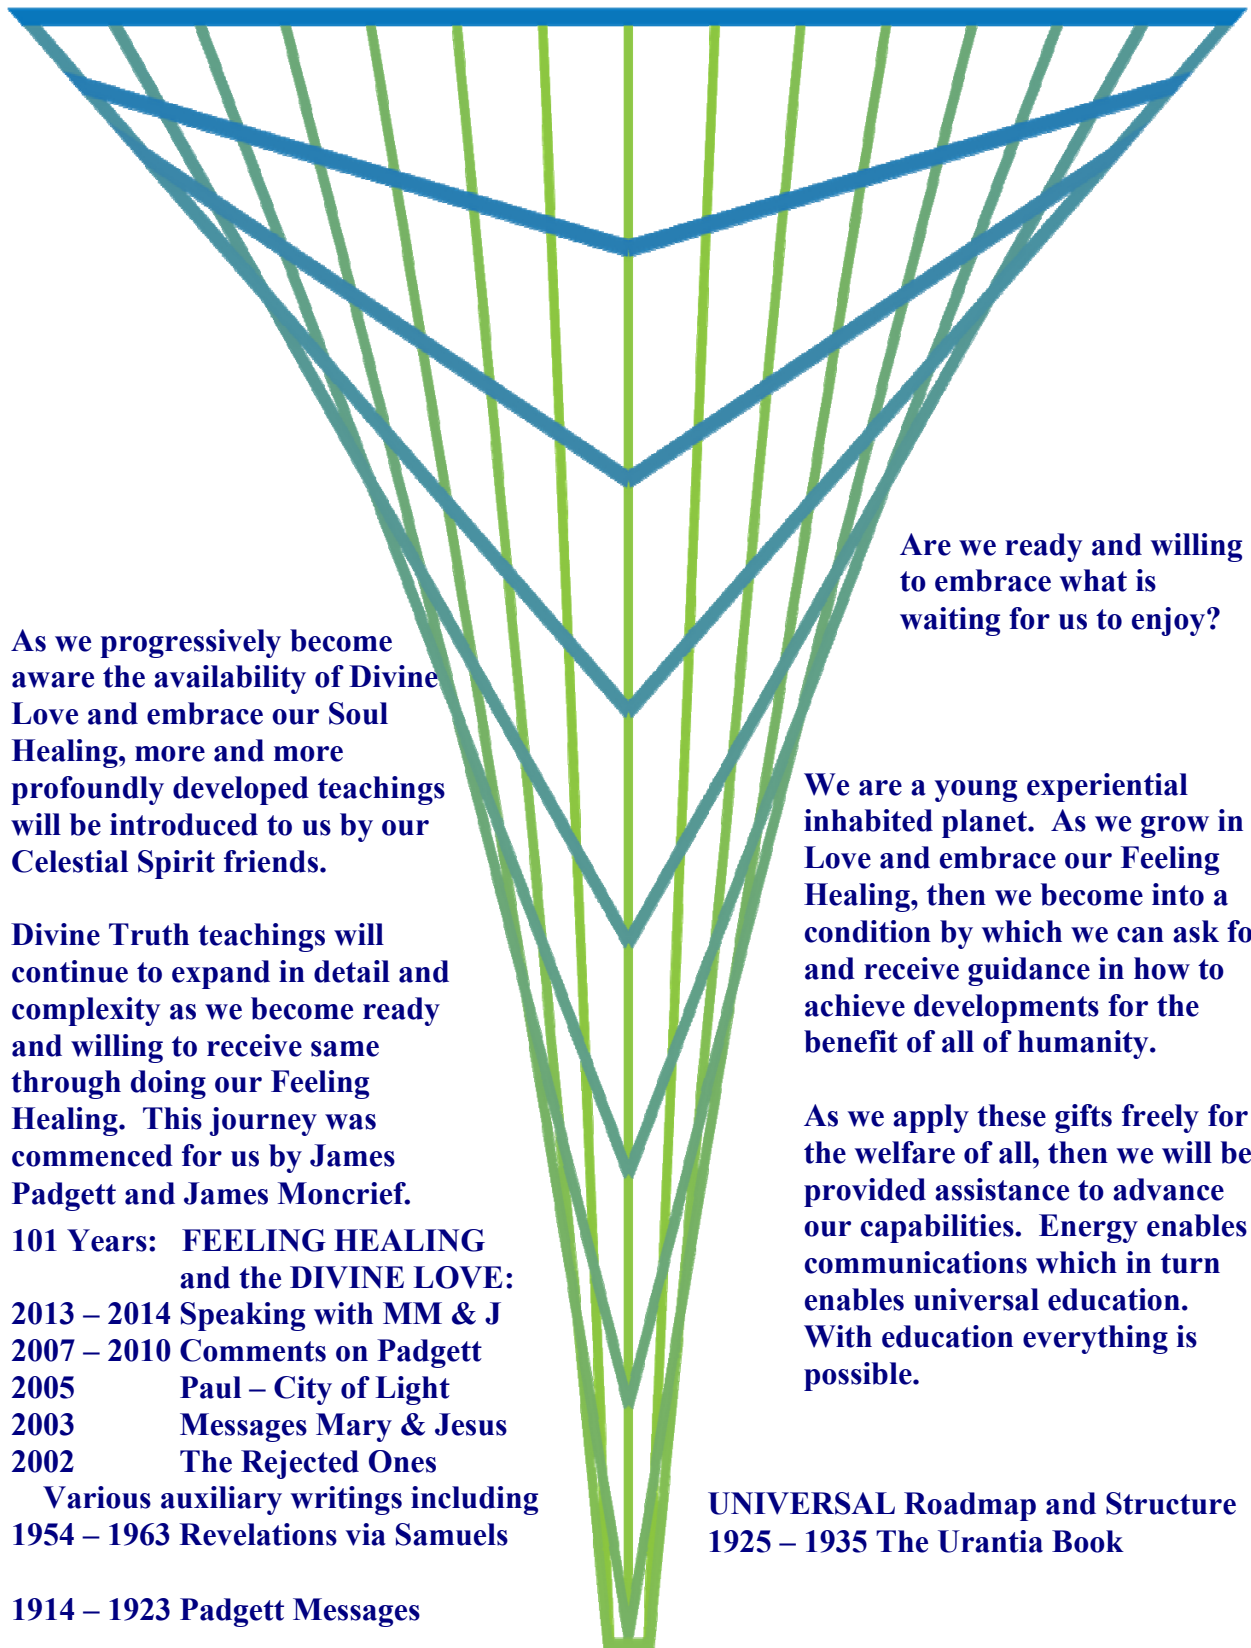 Are we ready and willing
to embrace what is
waiting for us to enjoy?
As we progressively become
aware the availability of Divine
Love and embrace our Soul
Healing, more and more
profoundly developed teachings
will be introduced to us by our
Celestial Spirit friends.
Divine Truth teachings will
continue to expand in detail and
complexity as we become ready
and willing to receive same
through doing our Feeling
Healing.  This journey was
commenced for us by James
Padgett and James Moncrief.
101 Years:   FEELING HEALING
and the DIVINE LOVE:
2013 – 2014 Speaking with MM & J
2007 – 2010 Comments on Padgett
2005 Paul – City of Light
2003 Messages Mary & Jesus
2002 The Rejected Ones
Various auxiliary writings including
1954 – 1963 Revelations via Samuels
1914 – 1923 Padgett Messages
We are a young experiential
inhabited planet.  As we grow in
Love and embrace our Feeling
Healing, then we become into a
condition by which we can ask fo
and receive guidance in how to
achieve developments for the
benefit of all of humanity.
As we apply these gifts freely for
the welfare of all, then we will be
provided assistance to advance
our capabilities.  Energy enables
communications which in turn
enables universal education.
With education everything is
possible.
UNIVERSAL Roadmap and Structure
1925 – 1935 The Urantia Book